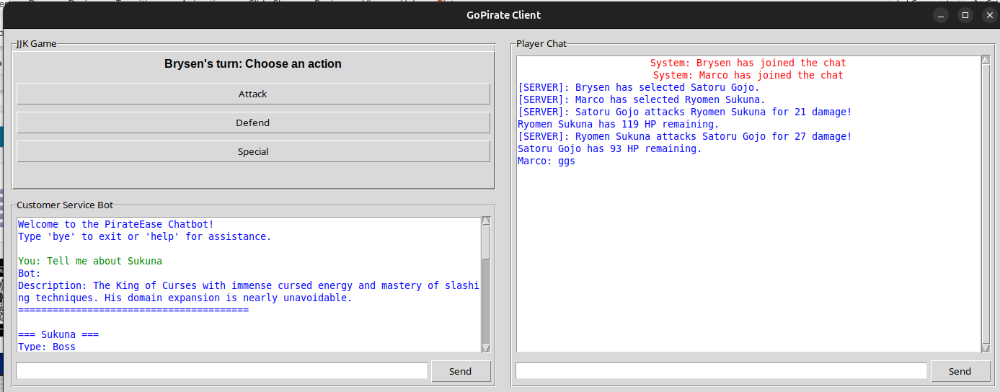 GoPirate Client
JJK Game
Brysen's turn: Choose an action
Attack
Defend
Special
Customer Service Bot
Welcome to the PirateEase Chatbot!
Type 'bye' to exit or 'help' for assistance.
You: Tell me about Sukuna
Bot:
Description: The King of Curses with immense cursed energy and mastery of slashi
ng techniques. His domain expansion is nearly unavoidable.
========================================
=== Sukuna ===
Type: Boss
Send
Player Chat
System: Brysen has joined the chat
System: Marco has joined the chat
[SERVER]: Brysen has selected Satoru Gojo.
[SERVER]: Marco has selected Ryomen Sukuna.
[SERVER]: Satoru Gojo attacks Ryomen Sukuna for 21 damage!
Ryomen Sukuna has 119 HP remaining.
[SERVER]: Ryomen Sukuna attacks Satoru Gojo for 27 damage!
Satoru Gojo has 93 HP remaining.
Marco: ggs
Send